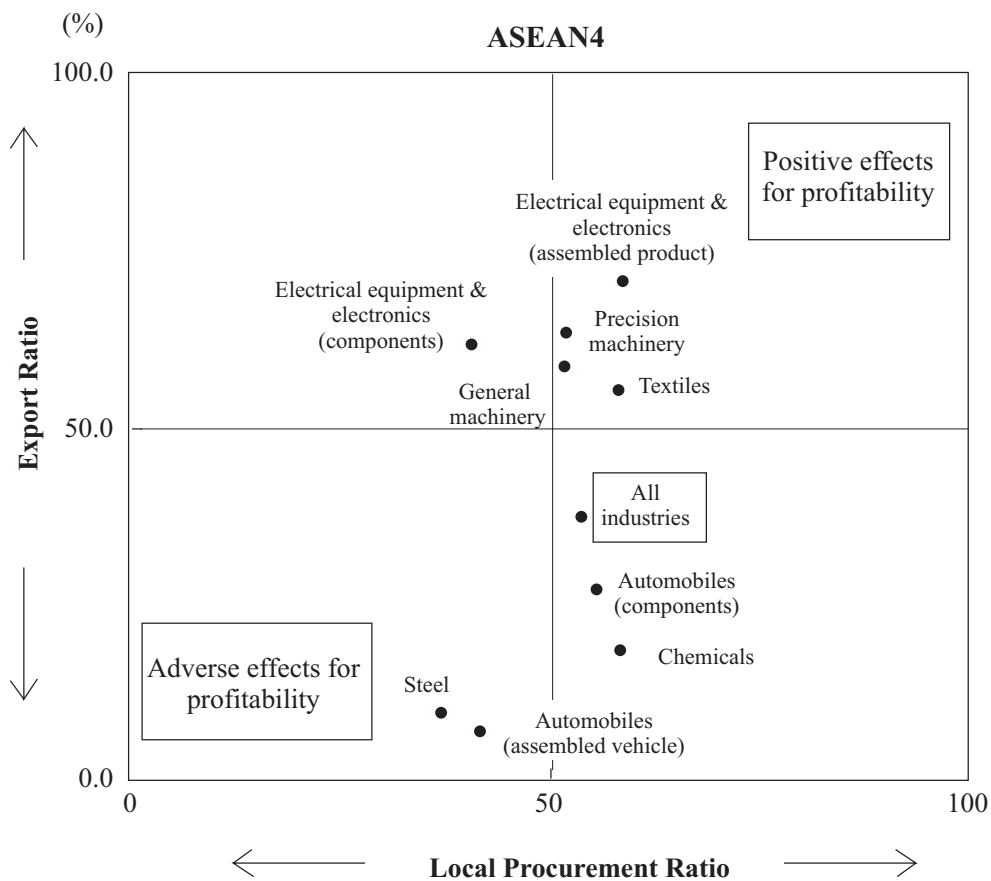 (%)
ASEAN4
100.0
Positive effects
for profitability
Electrical equipment &
electronics
(assembled product)
Electrical equipment &
electronics
(components)
Precision
machinery
General
machinery
Textiles
50.0
Export Ratio
All
industries
Automobiles
(components)
Chemicals
Adverse effects for
profitability
Steel
Automobiles
(assembled vehicle)
0.0
0
50
100
Local Procurement Ratio